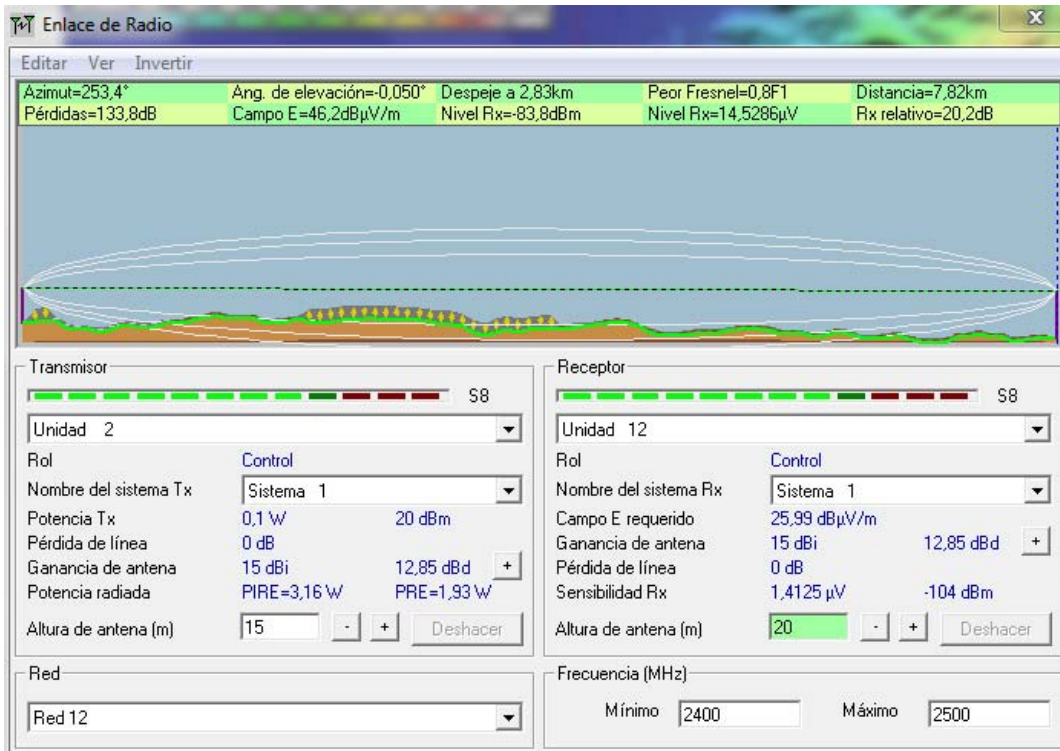 Enlace de Radio
Editar Ver Invertir
Azimut=253,4° Ang. de elevación=-0,050° Despeje a 2,83km Peor Fresnel=0,8F1 Distancia=7,82km
Pérdidas=133,8dB Campo E=46,2dBµV/m Nivel Rx=-83,8dBm Nivel Rx=14,5286µV Rx relativo=20,2dB
Transmisor
S8
Unidad 2
Rol Control
Nombre del sistema Tx Sistema 1
Potencia Tx 0,1 W 20 dBm
Pérdida de línea 0 dB
Ganancia de antena 15 dBi 12,85 dBd +
Potencia radiada PIRE=3,16 W PRE=1,93 W
Altura de antena (m) 15 - + Deshacer
Red
Red 12
Receptor
S8
Unidad 12
Rol Control
Nombre del sistema Rx Sistema 1
Campo E requerido 25,99 dBµV/m
Ganancia de antena 15 dBi 12,85 dBd +
Pérdida de línea 0 dB
Sensibilidad Rx 1,4125 µV -104 dBm
Altura de antena (m) 20 - + Deshacer
Frecuencia (MHz)
Mínimo 2400 Máximo 2500